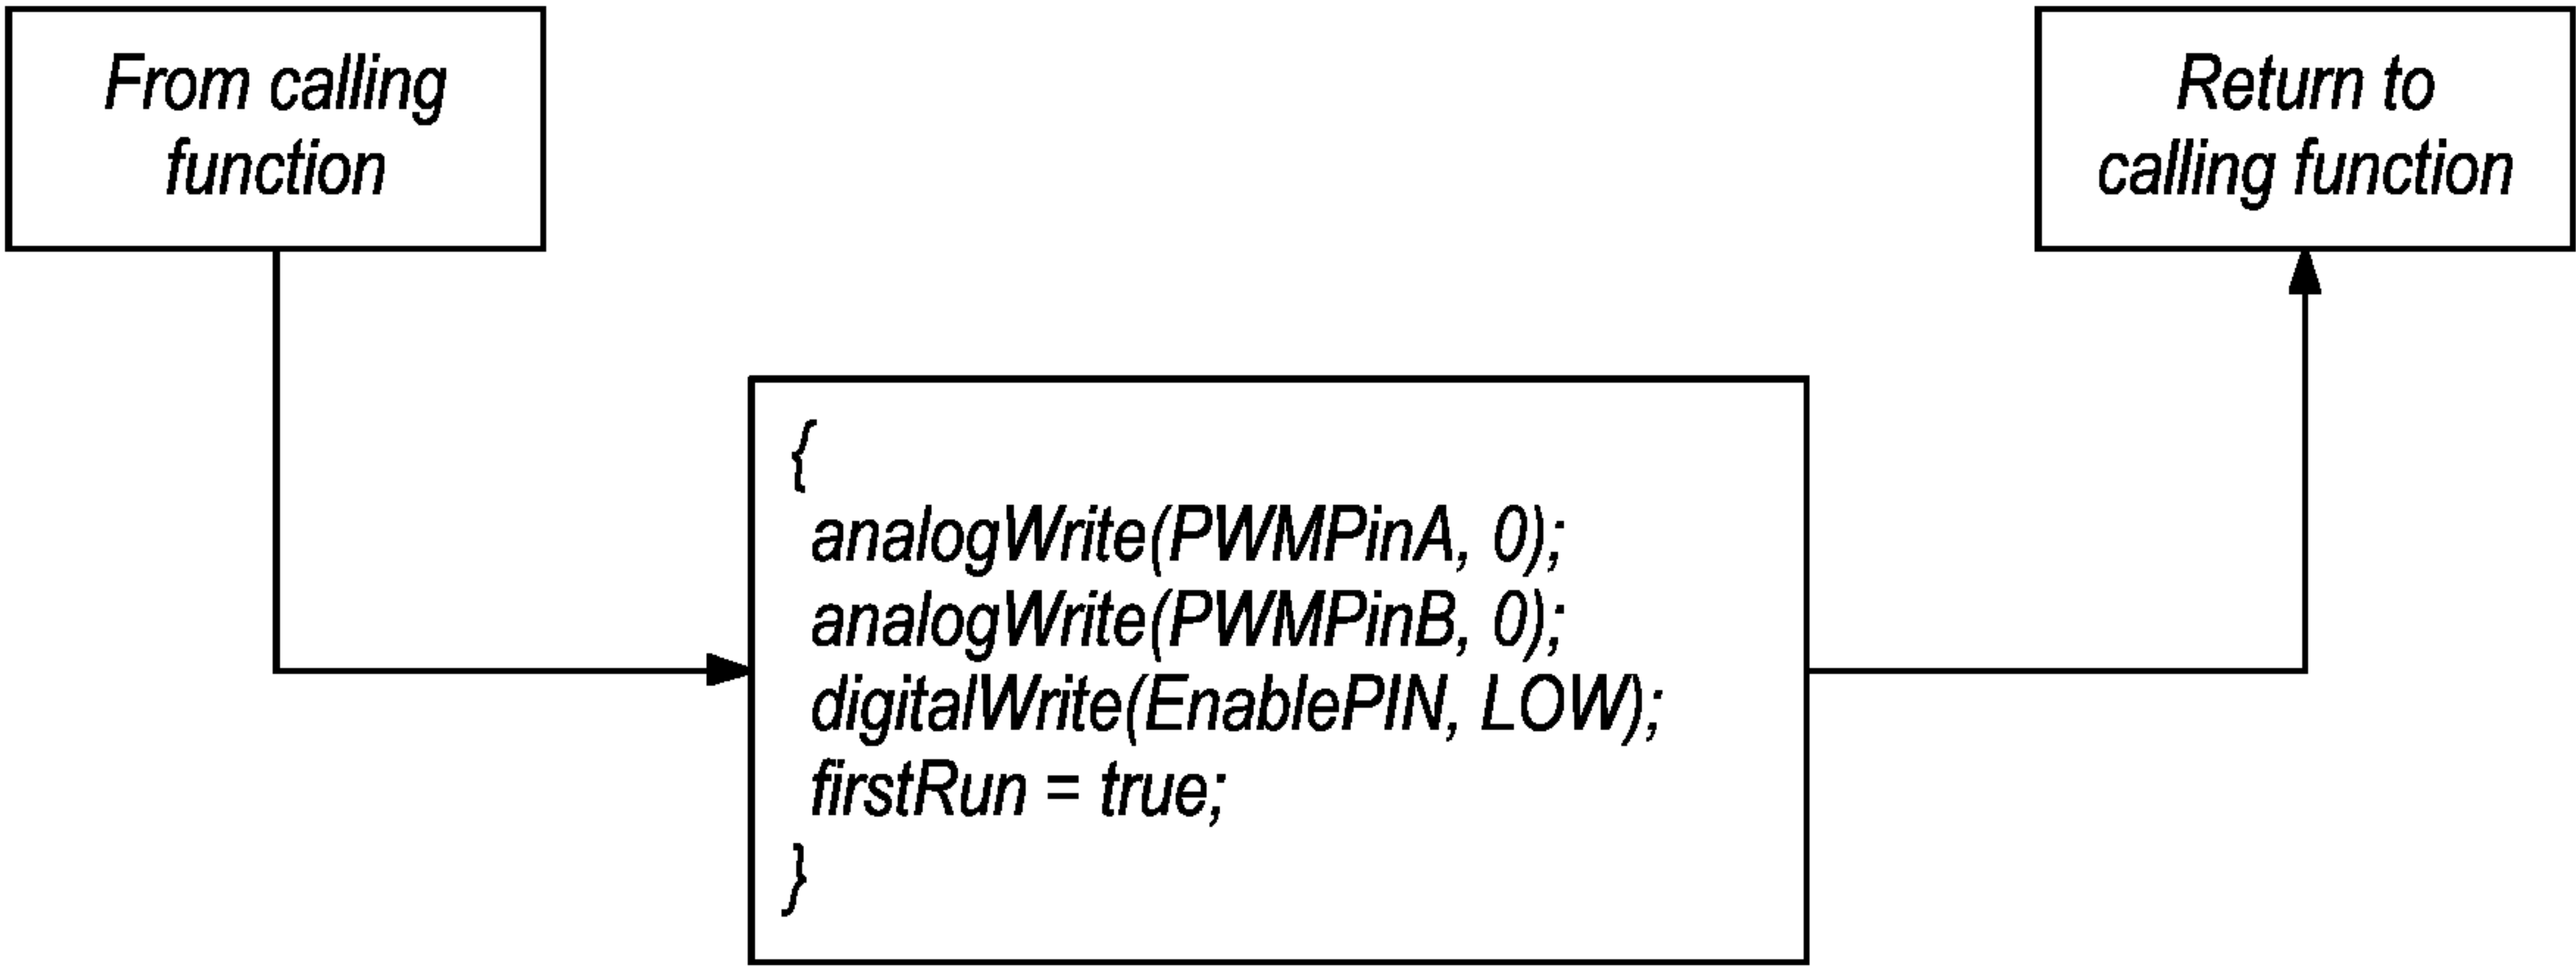 From calling
function
Return to
calling function
{
analogWrite(PWMPinA, 0);
analogWrite(PWMPinB, 0);
digitalWrite(EnablePIN, LOW);
firstRun = true;
}